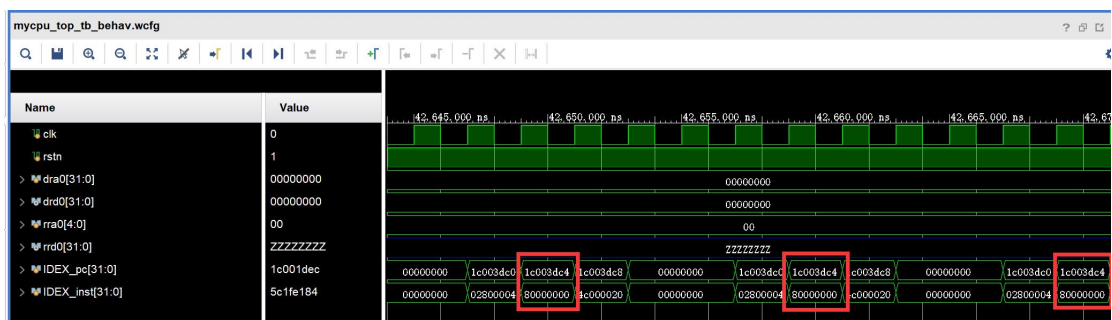 mycpu_top_tb_behav.wcfg
Name Value
42,645.000 ns 42,650.000 ns 42,655.000 ns 42,660.000 ns 42,665.000 ns 42,67
clk 0
rstn 1
dra0[31:0] 00000000 00000000
drd0[31:0] 00000000 00000000
rra0[4:0] 00 00
rrd0[31:0] ZZZZZZZZ ZZZZZZZZ
IDEX_pc[31:0] 1c001dec 00000000 1c003dc0 1c003dc4 1c003dc8 00000000 1c003dc0 1c003dc4 c003dc8 00000000 1c003dc0 1c003dc4
IDEX_inst[31:0] 5c1fe184 00000000 02800004 80000000 4c000020 00000000 02800004 80000000 c000020 00000000 02800004 80000000